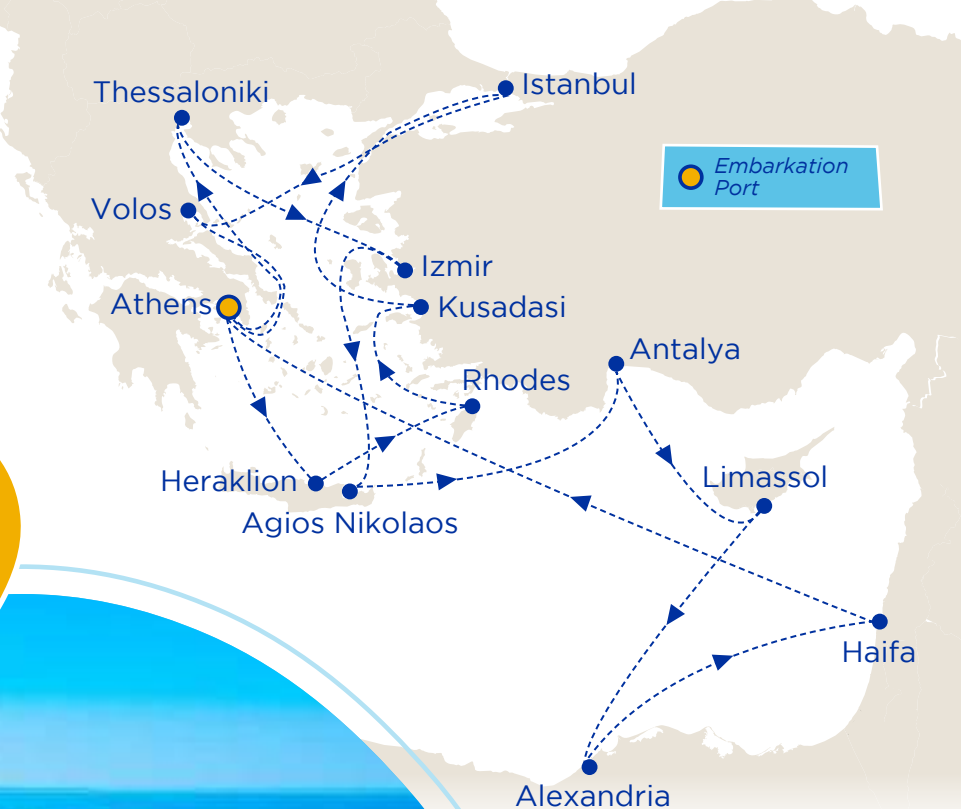 Istanbul
Thessaloniki
Embarkation
Port
Volos
Izmir
Athens
Kusadasi
Antalya
Rhodes
Limassol
Heraklion
Agios Nikolaos
Haifa
Alexandria